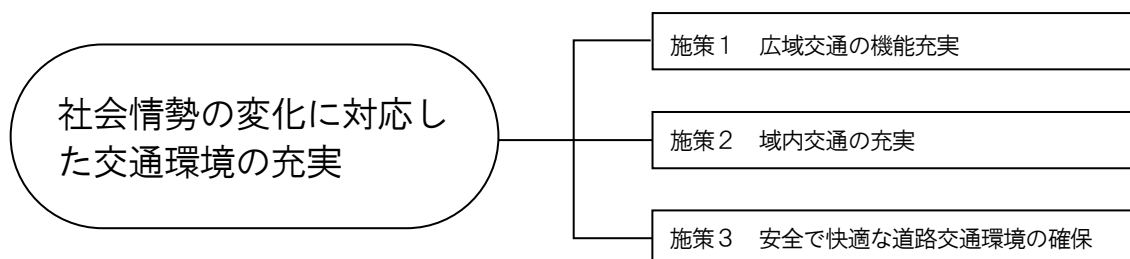 社会情勢の変化に対応し
た交通環境の充実
施策１　広域交通の機能充実
施策２　域内交通の充実
施策３　安全で快適な道路交通環境の確保